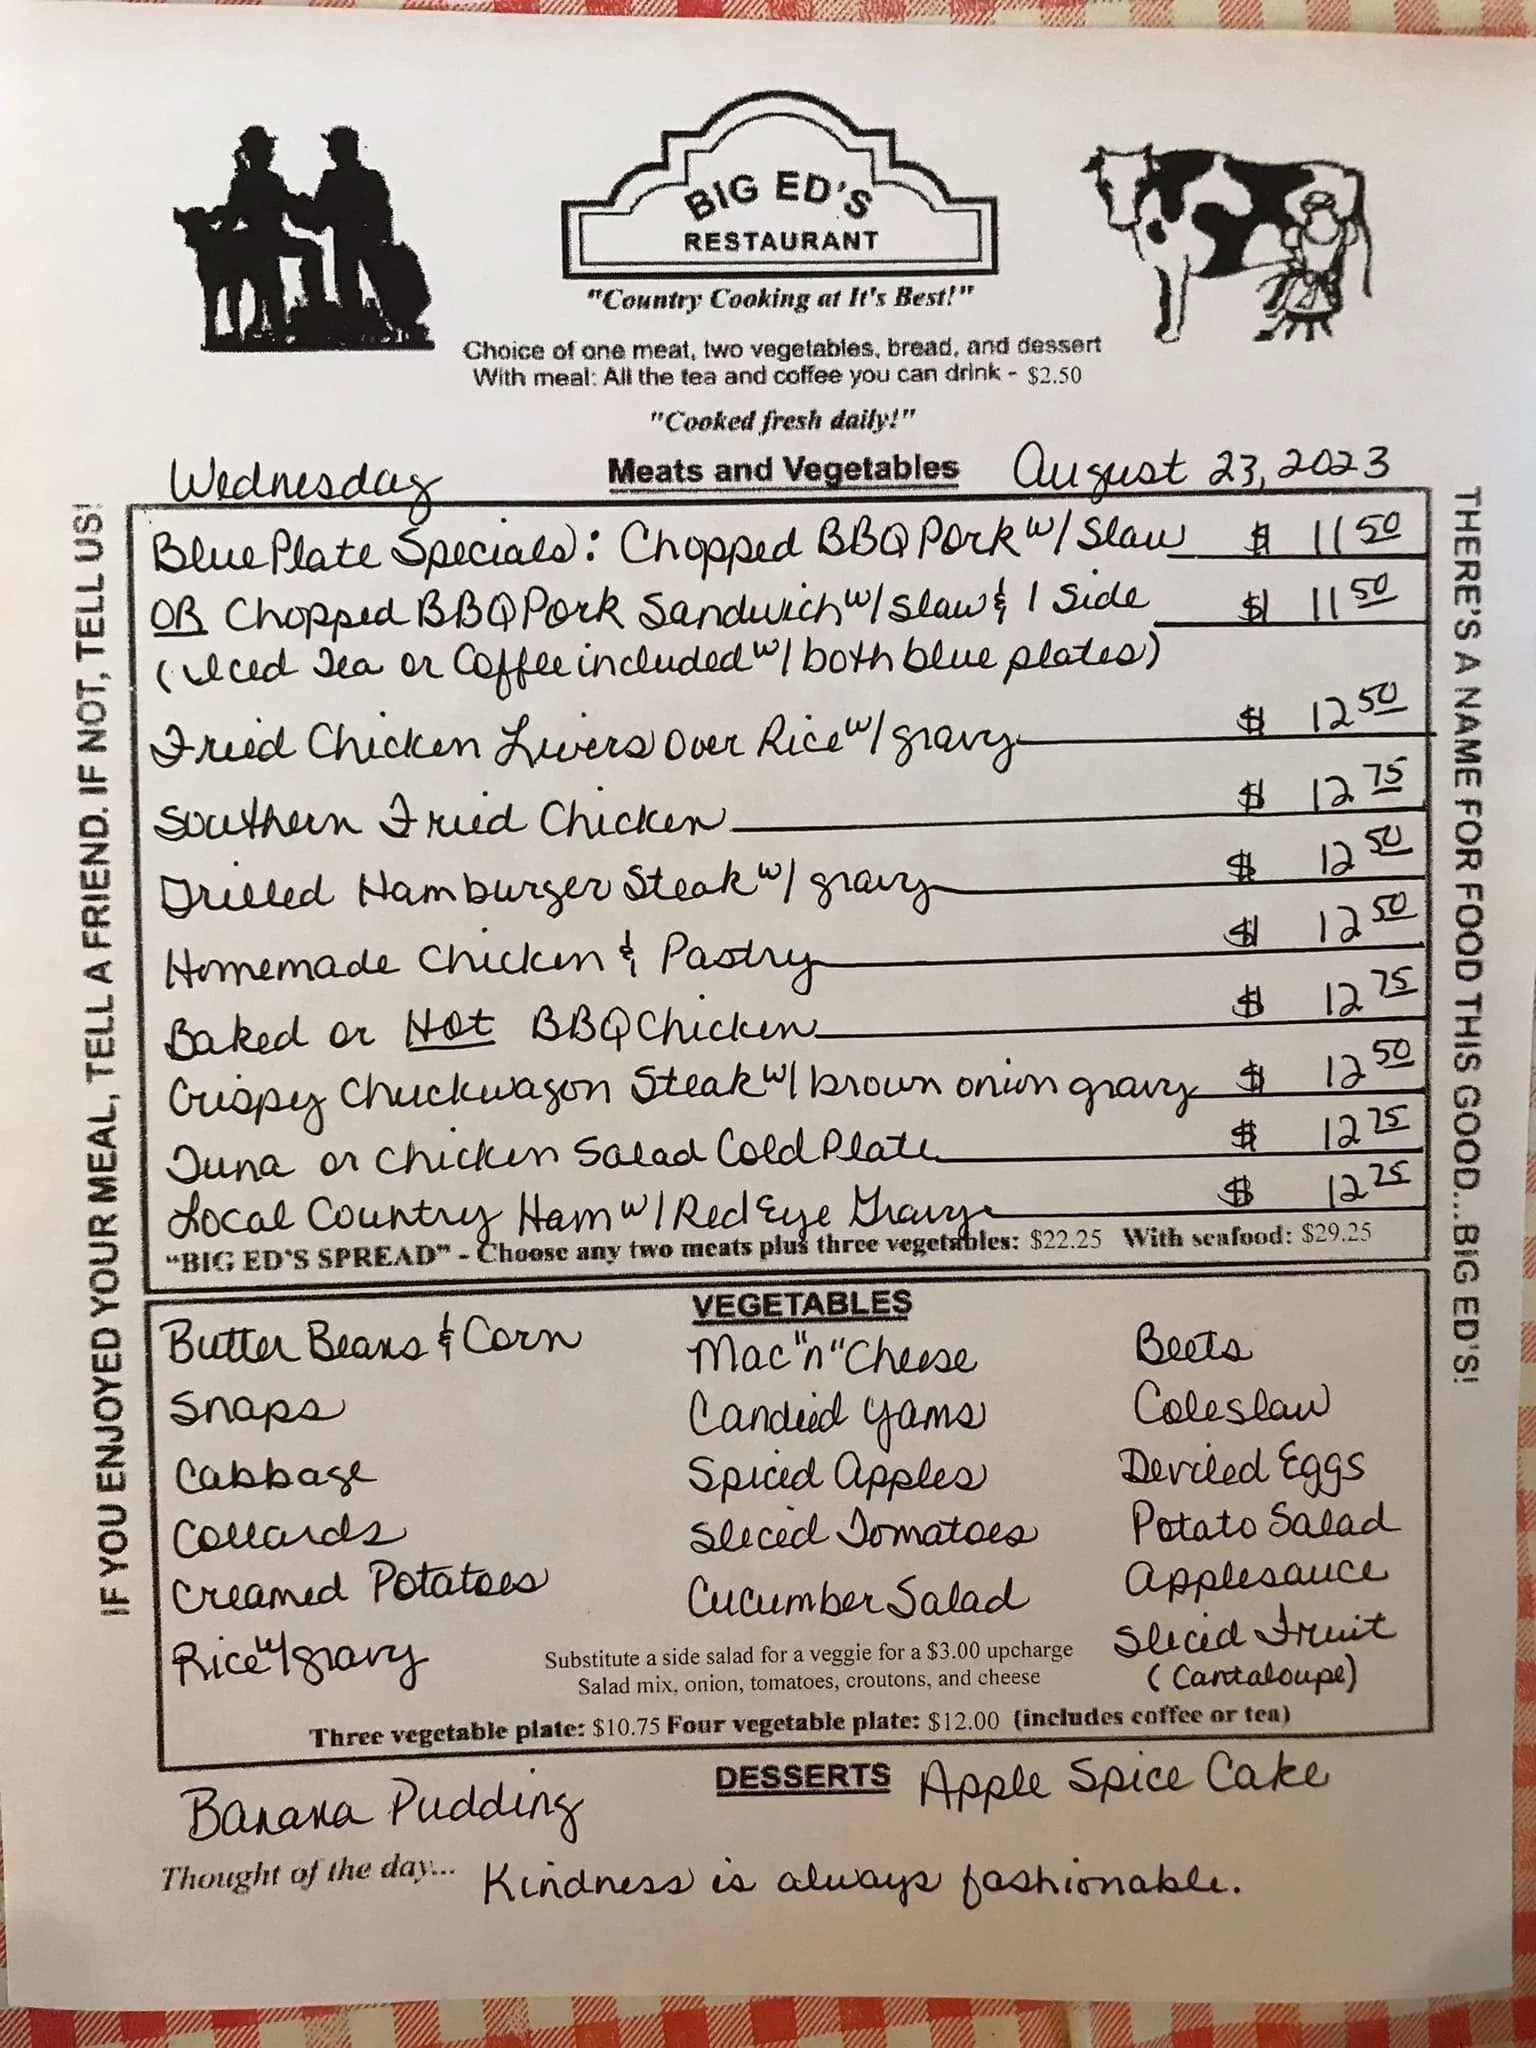 BIG ED'S
RESTAURANT
"Country Cooking at It's Best!"
Choice of one meat, two vegetables, bread, and dessert
With meal: All the tea and coffee you can drink - $2.50
"Cooked fresh daily!"
Wednesday Meats and Vegetables August 23, 2023
IF YOU ENJOYED YOUR MEAL, TELL A FRIEND. IF NOT, TELL US!
Blue Plate Specials: Chopped BBQ Pork w/ Slaw $ 11 50
OR Chopped BBQ Pork Sandwich w/ slaw & 1 Side $ 11 50
(Iced Tea or Coffee included w/ both blue plates)
Fried Chicken Livers over Rice w/ gravy $ 12 50
Southern Fried Chicken $ 12 75
Grilled Hamburger Steak w/ gravy $ 12 50
Homemade Chicken & Pastry $ 12 50
Baked or Hot BBQ Chicken $ 12 75
Crispy Chuckwagon Steak w/ brown onion gravy $ 12 50
Tuna or Chicken Salad Cold Plate $ 12 75
Local Country Ham w/ Red Eye Gravy $ 12 75
"BIG ED'S SPREAD" - Choose any two meats plus three vegetables: $22.25 With seafood: $29.25
THERE'S A NAME FOR FOOD THIS GOOD...BIG ED'S!
VEGETABLES
Butter Beans & Corn Mac "n" Cheese Beets
Snaps Candied Yams Coleslaw
Cabbage Spiced Apples Deviled Eggs
Collards Sliced Tomatoes Potato Salad
Creamed Potatoes Cucumber Salad Applesauce
Rice w/ gravy Sliced Fruit
(Cantaloupe)
Substitute a side salad for a veggie for a $3.00 upcharge
Salad mix, onion, tomatoes, croutons, and cheese
Three vegetable plate: $10.75 Four vegetable plate: $12.00 (includes coffee or tea)
DESSERTS
Banana Pudding Apple Spice Cake
Thought of the day... Kindness is always fashionable.